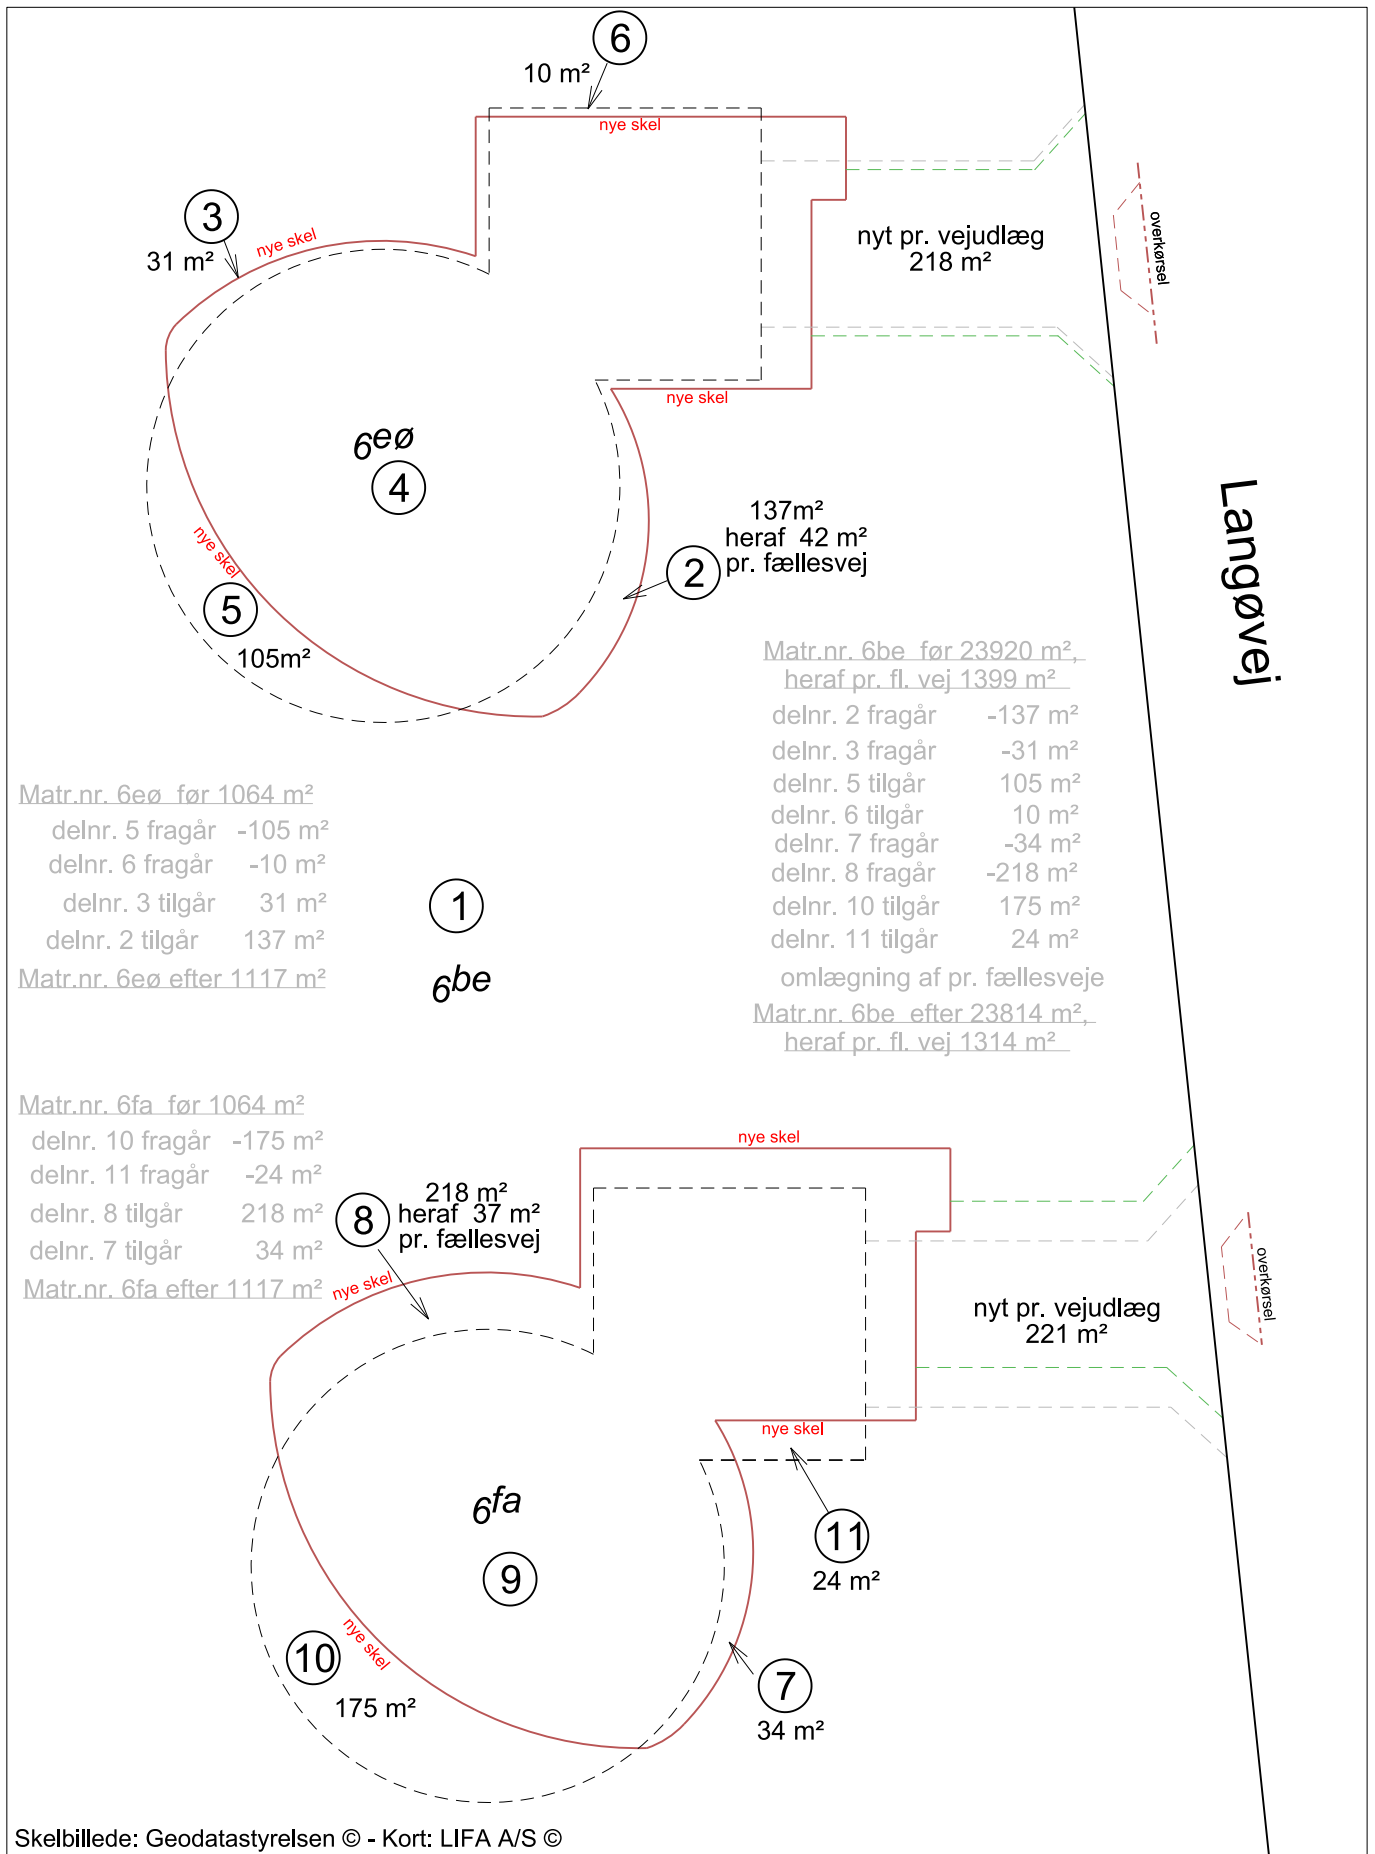 6
10 m²
nye skel
3
31 m²
nye skel
nyt pr. vejudlæg
218 m²
overkørsel
nye skel
6eø
4
nye skel
5
105m²
137m²
heraf 42 m²
pr. fællesvej
2
Langøvej
Matr.nr. 6be før 23920 m²,
heraf pr. fl. vej 1399 m²
delnr. 2 fragår -137 m²
delnr. 3 fragår -31 m²
delnr. 5 tilgår 105 m²
delnr. 6 tilgår 10 m²
delnr. 7 fragår -34 m²
delnr. 8 fragår -218 m²
delnr. 10 tilgår 175 m²
delnr. 11 tilgår 24 m²
omlægning af pr. fællesveje
Matr.nr. 6be efter 23814 m²,
heraf pr. fl. vej 1314 m²
Matr.nr. 6eø før 1064 m²
delnr. 5 fragår -105 m²
delnr. 6 fragår -10 m²
delnr. 3 tilgår 31 m²
delnr. 2 tilgår 137 m²
Matr.nr. 6eø efter 1117 m²
1
6be
Matr.nr. 6fa før 1064 m²
delnr. 10 fragår -175 m²
delnr. 11 fragår -24 m²
delnr. 8 tilgår 218 m²
delnr. 7 tilgår 34 m²
Matr.nr. 6fa efter 1117 m²
8
218 m²
heraf 37 m²
pr. fællesvej
nye skel
nye skel
nyt pr. vejudlæg
221 m²
overkørsel
nye skel
6fa
9
11
24 m²
nye skel
10
175 m²
7
34 m²
Skelbillede: Geodatastyrelsen © - Kort: LIFA A/S ©